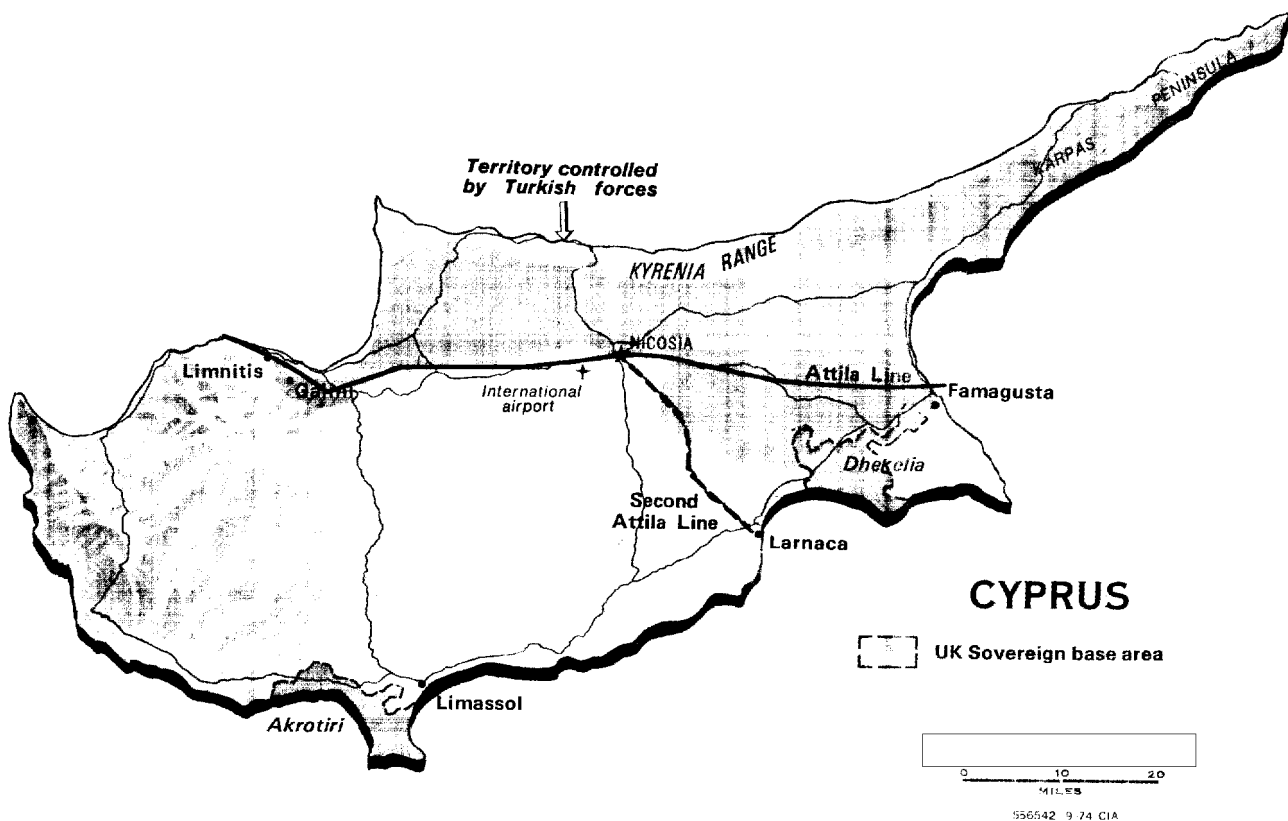 Territory controlled
by Turkish forces
KARPAS PENINSULA
KYRENIA RANGE
NICOSIA
Limnitis
International
airport
Attila Line
Famagusta
Dhekelia
Second
Attila Line
Larnaca
CYPRUS
UK Sovereign base area
Limassol
Akrotiri
0 10 20
MILES
556542 9-74 CIA